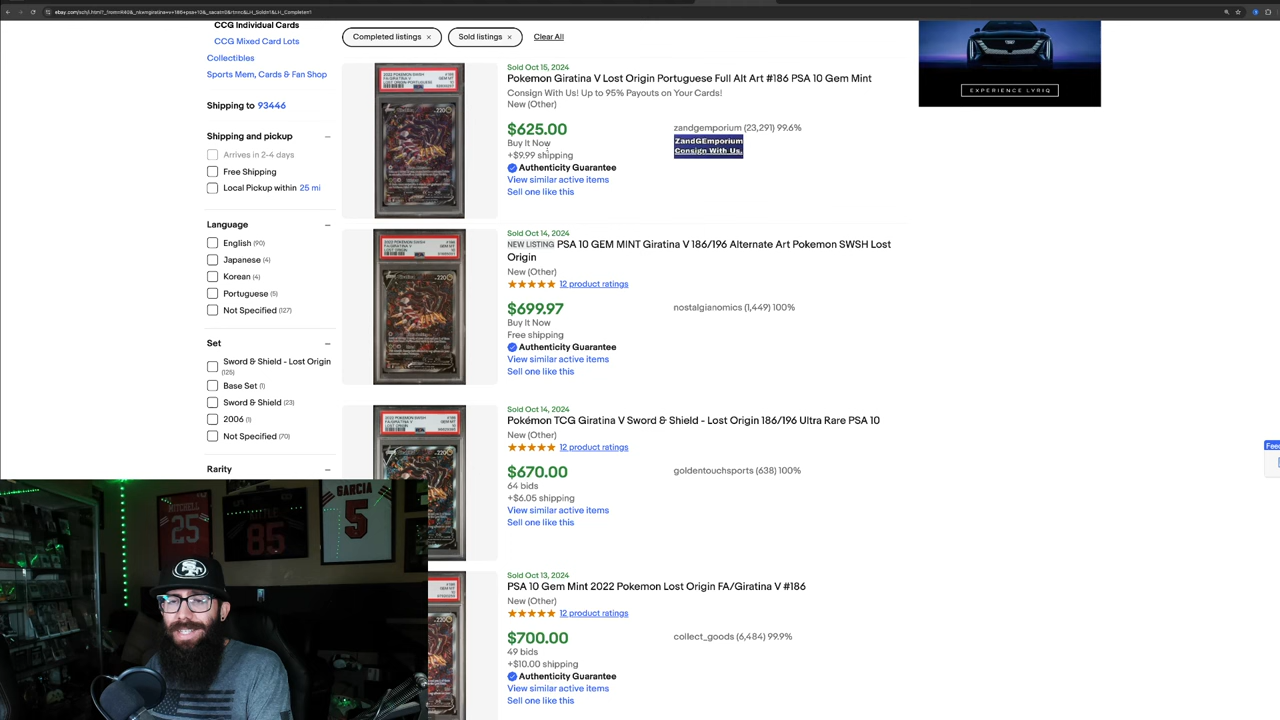 CCG Individual Cards
CCG Mixed Card Lots
Collectibles
Sports Mem, Cards & Fan Shop
Shipping to 93446
Shipping and pickup
Arrives in 2-4 days
Free Shipping
Local Pickup within 25 mi
Language
English (90)
Japanese (4)
Korean (4)
Portuguese (5)
Not Specified (127)
Set
Sword & Shield - Lost Origin
(125)
Base Set (1)
Sword & Shield (23)
2006 (1)
Not Specified (70)
Rarity
Completed listings ×
Sold listings ×
Clear All
Sold Oct 15, 2024
Pokemon Giratina V Lost Origin Portuguese Full Alt Art #186 PSA 10 Gem Mint
Consign With Us! Up to 95% Payouts on Your Cards!
New (Other)
$625.00
Buy It Now
+$9.99 shipping
Authenticity Guarantee
View similar active items
Sell one like this
zandgemporium (23,291) 99.6%
ZandGEmporium
Consign With Us.
Sold Oct 14, 2024
NEW LISTING PSA 10 GEM MINT Giratina V 186/196 Alternate Art Pokemon SWSH Lost
Origin
New (Other)
12 product ratings
$699.97
Buy It Now
Free shipping
Authenticity Guarantee
View similar active items
Sell one like this
nostalgianomics (1,449) 100%
Sold Oct 14, 2024
Pokémon TCG Giratina V Sword & Shield - Lost Origin 186/196 Ultra Rare PSA 10
New (Other)
12 product ratings
$670.00
64 bids
+$6.05 shipping
View similar active items
Sell one like this
goldentouchsports (638) 100%
Sold Oct 13, 2024
PSA 10 Gem Mint 2022 Pokemon Lost Origin FA/Giratina V #186
New (Other)
12 product ratings
$700.00
49 bids
+$10.00 shipping
Authenticity Guarantee
View similar active items
Sell one like this
collect_goods (6,484) 99.9%
EXPERIENCE LYRIQ
Feed
MITCHELL
25
85
GARCIA
5
SF